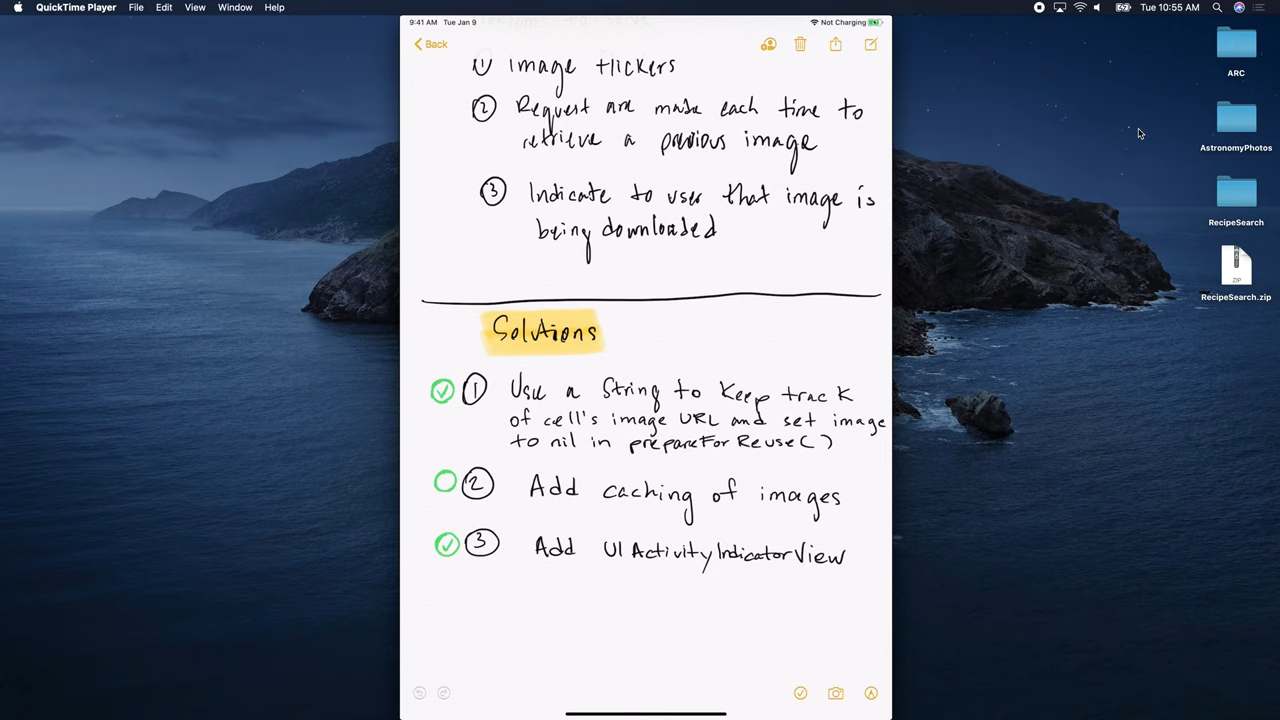 QuickTime Player File Edit View Window Help
Tue 10:55 AM
9:41 AM Tue Jan 9
Not Charging
Back
1 Image flickers
2 Request are made each time to
retrieve a previous image
3 Indicate to user that image is
being downloaded
Solutions
1 Use a String to keep track
of cell's image URL and set image
to nil in prepareForReuse()
2 Add caching of images
3 Add UIActivityIndicatorView
ARC
AstronomyPhotos
RecipeSearch
ZIP
RecipeSearch.zip